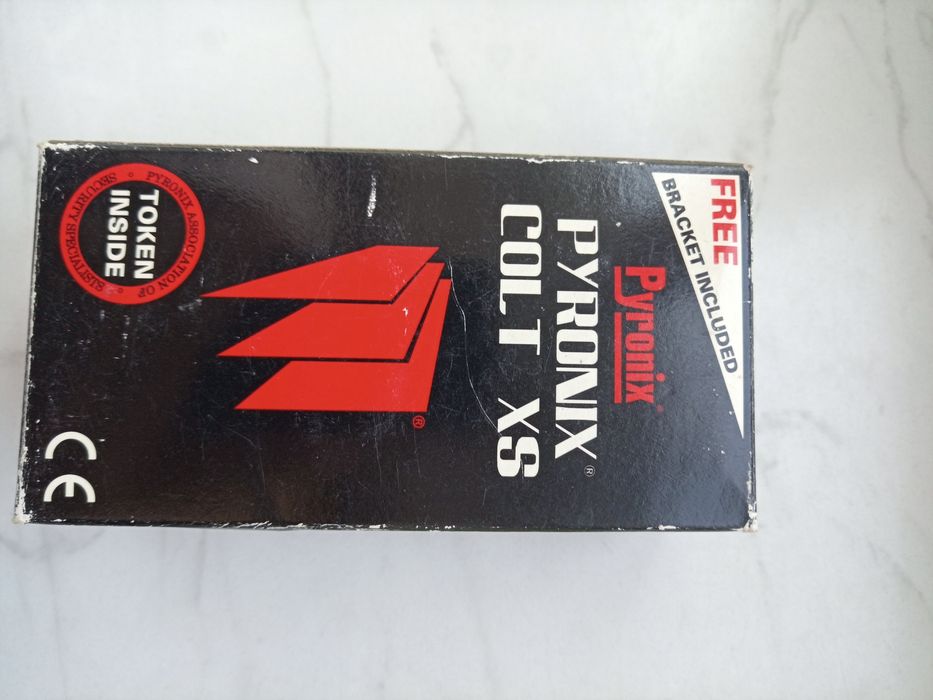 FREE
BRACKET INCLUDED
Pyronix
PYRONIX®
COLT XS
®
PYRONIX ASSOCIATION OF
SECURITY SPECIALISTS
TOKEN
INSIDE
CE